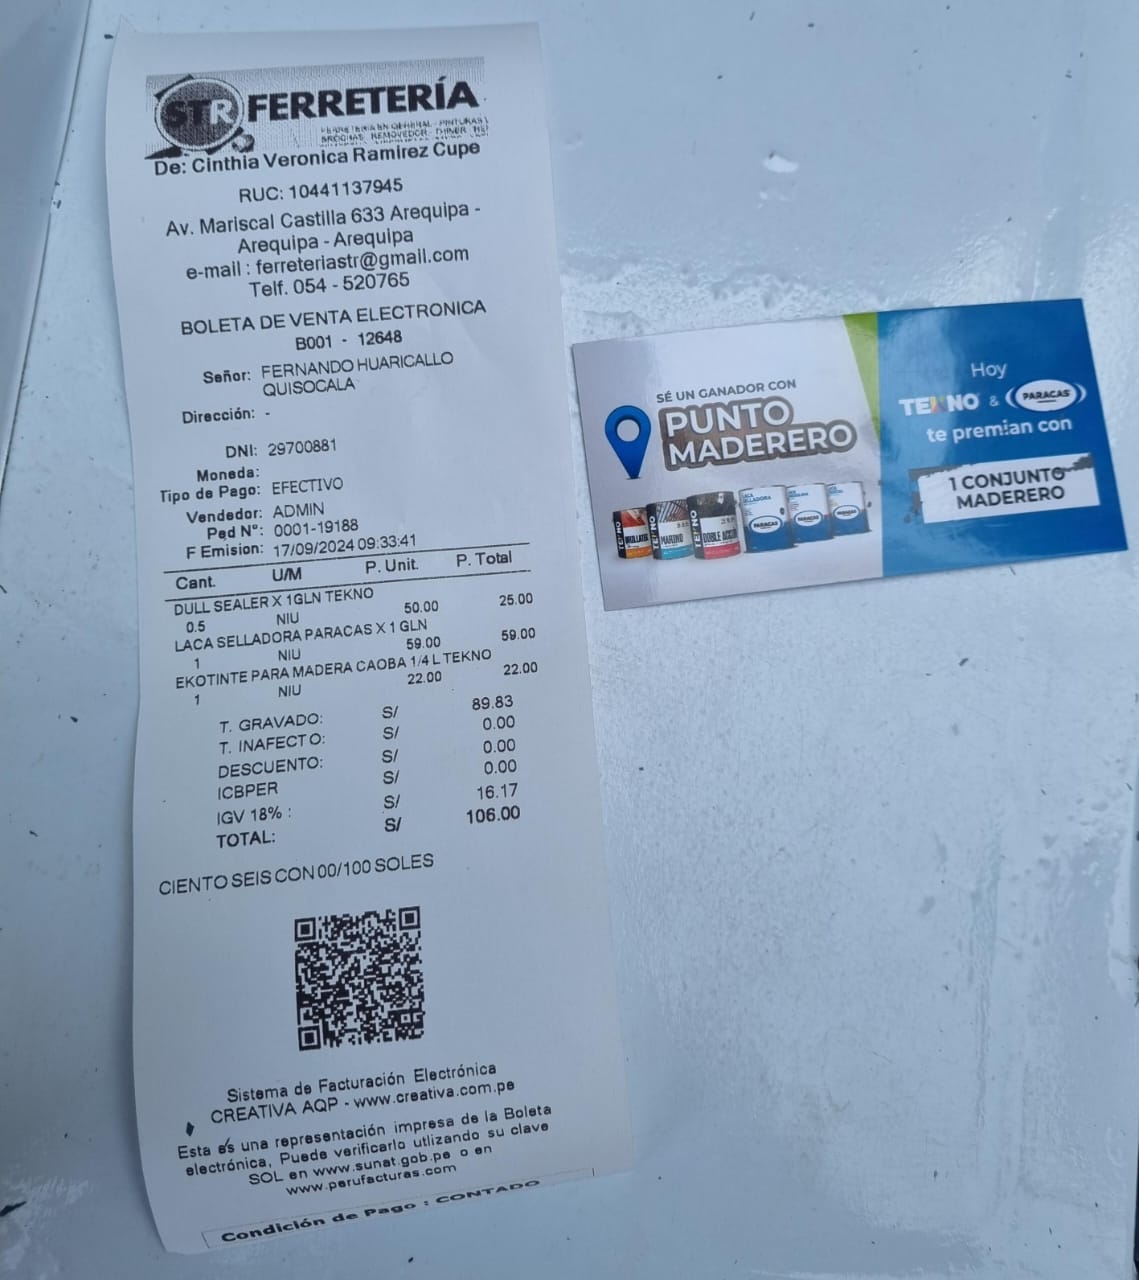 STR FERRETERÍA
FERRETERIA EN GENERAL - PINTURAS
BROCHAS REMOVEDOR THINER
De: Cinthia Veronica Ramirez Cupe
RUC: 10441137945
Av. Mariscal Castilla 633 Arequipa -
Arequipa - Arequipa
e-mail : ferreteriastr@gmail.com
Telf. 054 - 520765
BOLETA DE VENTA ELECTRONICA
B001 - 12648
Señor: FERNANDO HUARICALLO
QUISOCALA
Dirección: -
DNI: 29700881
Moneda:
Tipo de Pago: EFECTIVO
Vendedor: ADMIN
Ped Nº: 0001-19188
F Emision: 17/09/2024 09:33:41
Cant. U/M P. Unit. P. Total
DULL SEALER X 1GLN TEKNO
0.5 NIU 50.00 25.00
LACA SELLADORA PARACAS X 1 GLN
1 NIU 59.00 59.00
EKOTINTE PARA MADERA CAOBA 1/4 L TEKNO
1 NIU 22.00 22.00
T. GRAVADO: S/ 89.83
T. INAFECTO: S/ 0.00
DESCUENTO: S/ 0.00
ICBPER S/ 0.00
IGV 18% : S/ 16.17
TOTAL: S/ 106.00
CIENTO SEIS CON 00/100 SOLES
Sistema de Facturación Electrónica
CREATIVA AQP - www.creativa.com.pe
Esta es una representación impresa de la Boleta
electrónica, Puede verificarlo utlizando su clave
SOL en www.sunat.gob.pe o en
www.perufacturas.com
Condición de Pago : CONTADO
SÉ UN GANADOR CON
PUNTO
MADERERO
TEKNO
TEKNO MARINO
TEKNO DOBLE ACCIÓN
LACA SELLADORA PARACAS
PARACAS
PARACAS
Hoy
TEKNO & PARACAS
te premian con
1 CONJUNTO
MADERERO